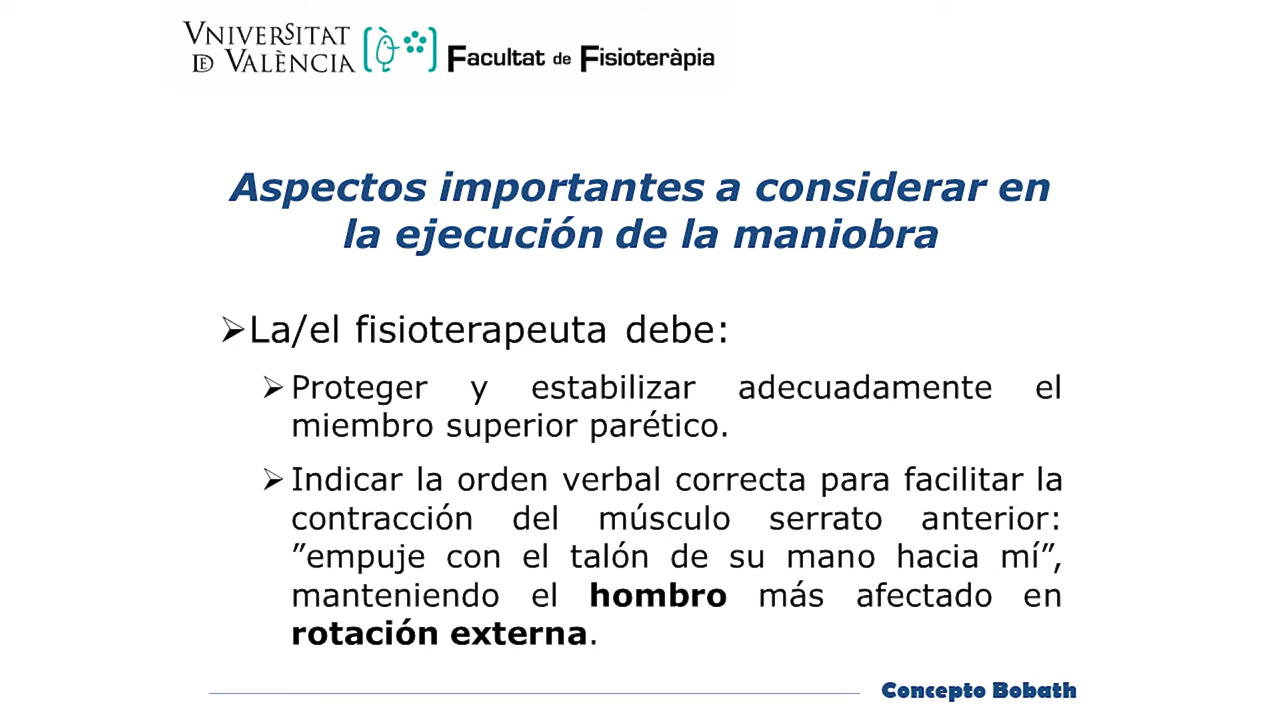 VNIVERSITAT
DE VALÈNCIA
Facultat de Fisioteràpia
Aspectos importantes a considerar en
la ejecución de la maniobra
➢La/el fisioterapeuta debe:
➢Proteger y estabilizar adecuadamente el
miembro superior parético.
➢Indicar la orden verbal correcta para facilitar la
contracción del músculo serrato anterior:
”empuje con el talón de su mano hacia mí”,
manteniendo el hombro más afectado en
rotación externa.
Concepto Bobath